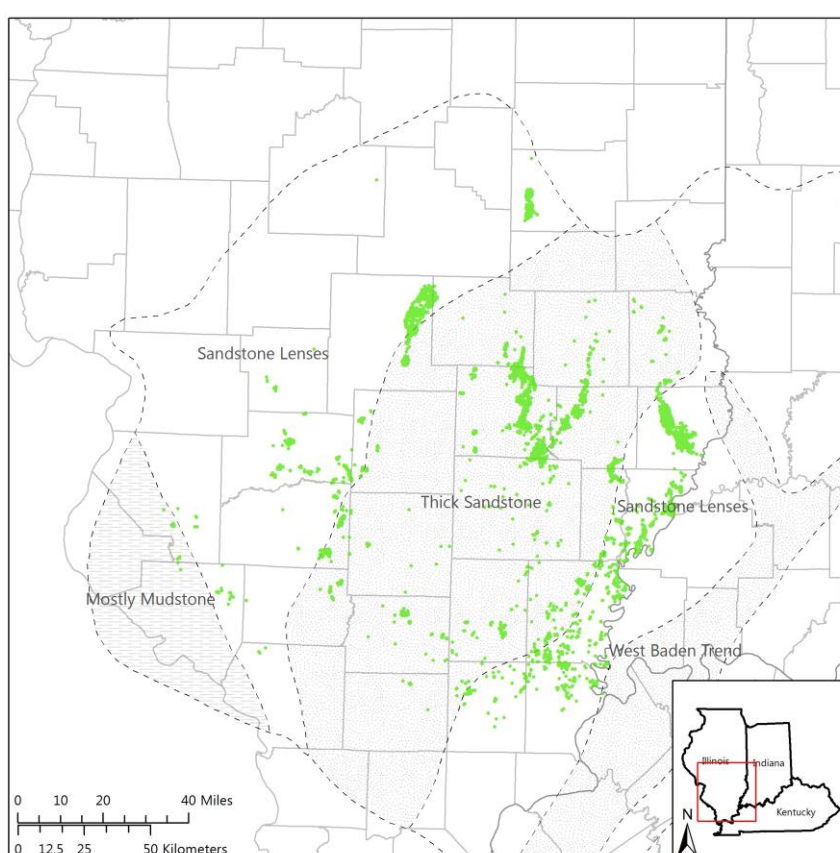 Sandstone Lenses
Thick Sandstone
Sandstone Lenses
Mostly Mudstone
West Baden Trend
0 10 20 40 Miles
0 12.5 25 50 Kilometers
Illinois
Indiana
Kentucky
N